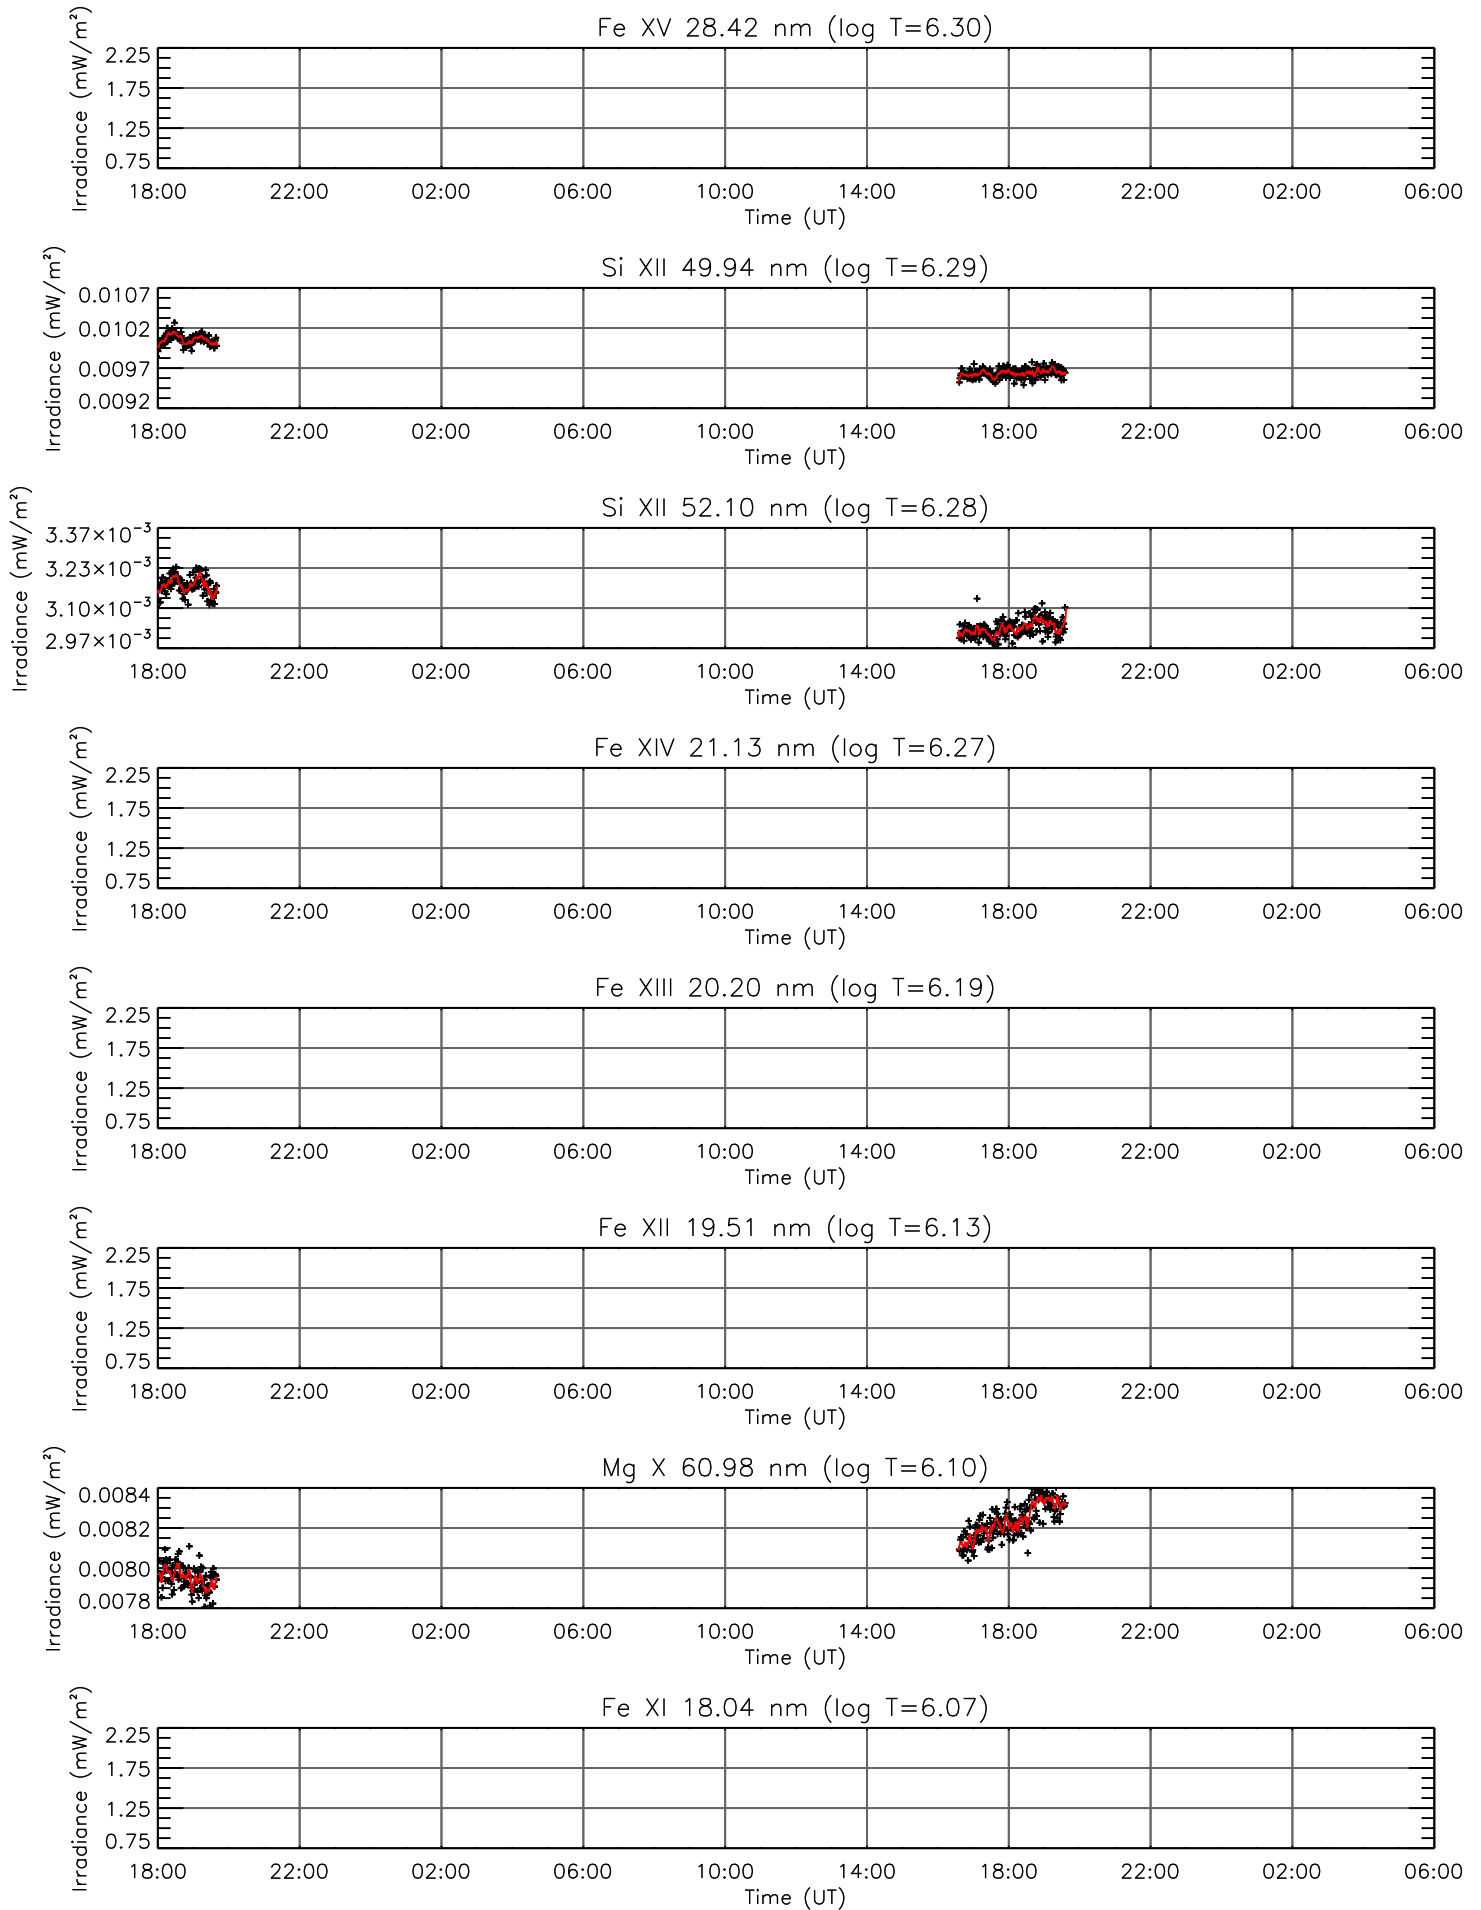 Fe XV 28.42 nm (log T=6.30)
Irradiance (mW/m²)
2.25
1.75
1.25
0.75
18:00 22:00 02:00 06:00 10:00 14:00 18:00 22:00 02:00 06:00
Time (UT)
Si XII 49.94 nm (log T=6.29)
Irradiance (mW/m²)
0.0107
0.0102
0.0097
0.0092
18:00 22:00 02:00 06:00 10:00 14:00 18:00 22:00 02:00 06:00
Time (UT)
Si XII 52.10 nm (log T=6.28)
Irradiance (mW/m²)
3.37×10⁻³
3.23×10⁻³
3.10×10⁻³
2.97×10⁻³
18:00 22:00 02:00 06:00 10:00 14:00 18:00 22:00 02:00 06:00
Time (UT)
Fe XIV 21.13 nm (log T=6.27)
Irradiance (mW/m²)
2.25
1.75
1.25
0.75
18:00 22:00 02:00 06:00 10:00 14:00 18:00 22:00 02:00 06:00
Time (UT)
Fe XIII 20.20 nm (log T=6.19)
Irradiance (mW/m²)
2.25
1.75
1.25
0.75
18:00 22:00 02:00 06:00 10:00 14:00 18:00 22:00 02:00 06:00
Time (UT)
Fe XII 19.51 nm (log T=6.13)
Irradiance (mW/m²)
2.25
1.75
1.25
0.75
18:00 22:00 02:00 06:00 10:00 14:00 18:00 22:00 02:00 06:00
Time (UT)
Mg X 60.98 nm (log T=6.10)
Irradiance (mW/m²)
0.0084
0.0082
0.0080
0.0078
18:00 22:00 02:00 06:00 10:00 14:00 18:00 22:00 02:00 06:00
Time (UT)
Fe XI 18.04 nm (log T=6.07)
Irradiance (mW/m²)
2.25
1.75
1.25
0.75
18:00 22:00 02:00 06:00 10:00 14:00 18:00 22:00 02:00 06:00
Time (UT)